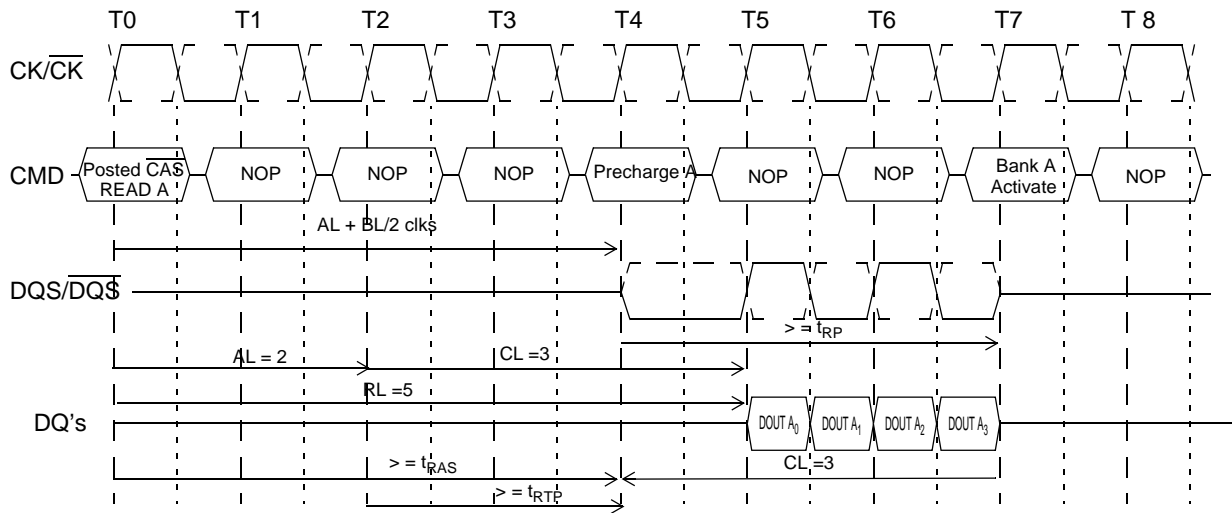 T0 T1 T2 T3 T4 T5 T6 T7 T 8
CK/CK
CMD
Posted CAS
READ A
NOP
NOP
NOP
Precharge A
NOP
NOP
Bank A
Activate
NOP
AL + BL/2 clks
DQS/DQS
> = tRP
AL = 2
CL =3
RL =5
DQ's
DOUT A0
DOUT A1
DOUT A2
DOUT A3
> = tRAS
CL =3
> = tRTP